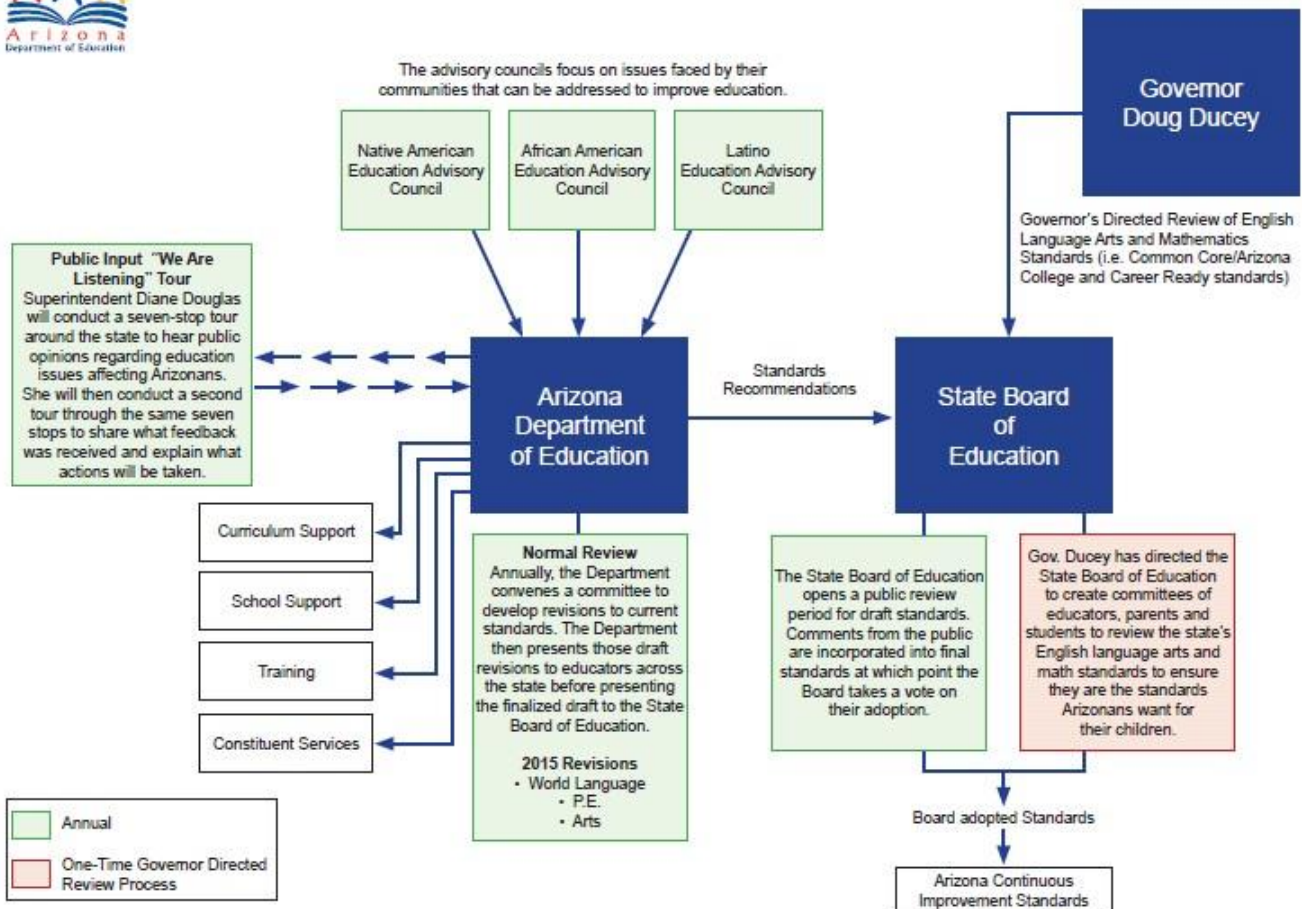 Arizona
Department of Education
The advisory councils focus on issues faced by their
communities that can be addressed to improve education.
Native American
Education Advisory
Council
African American
Education Advisory
Council
Latino
Education Advisory
Council
Governor
Doug Ducey
Governor's Directed Review of English
Language Arts and Mathematics
Standards (i.e. Common Core/Arizona
College and Career Ready standards)
Public Input "We Are
Listening" Tour
Superintendent Diane Douglas
will conduct a seven-stop tour
around the state to hear public
opinions regarding education
issues affecting Arizonans.
She will then conduct a second
tour through the same seven
stops to share what feedback
was received and explain what
actions will be taken.
Arizona
Department
of Education
Standards
Recommendations
State Board
of
Education
Curriculum Support
School Support
Training
Constituent Services
Normal Review
Annually, the Department
convenes a committee to
develop revisions to current
standards. The Department
then presents those draft
revisions to educators across
the state before presenting
the finalized draft to the State
Board of Education.
2015 Revisions
• World Language
• P.E.
• Arts
The State Board of Education
opens a public review
period for draft standards.
Comments from the public
are incorporated into final
standards at which point the
Board takes a vote on
their adoption.
Gov. Ducey has directed the
State Board of Education
to create committees of
educators, parents and
students to review the state's
English language arts and
math standards to ensure
they are the standards
Arizonans want for
their children.
Board adopted Standards
Arizona Continuous
Improvement Standards
Annual
One-Time Governor Directed
Review Process